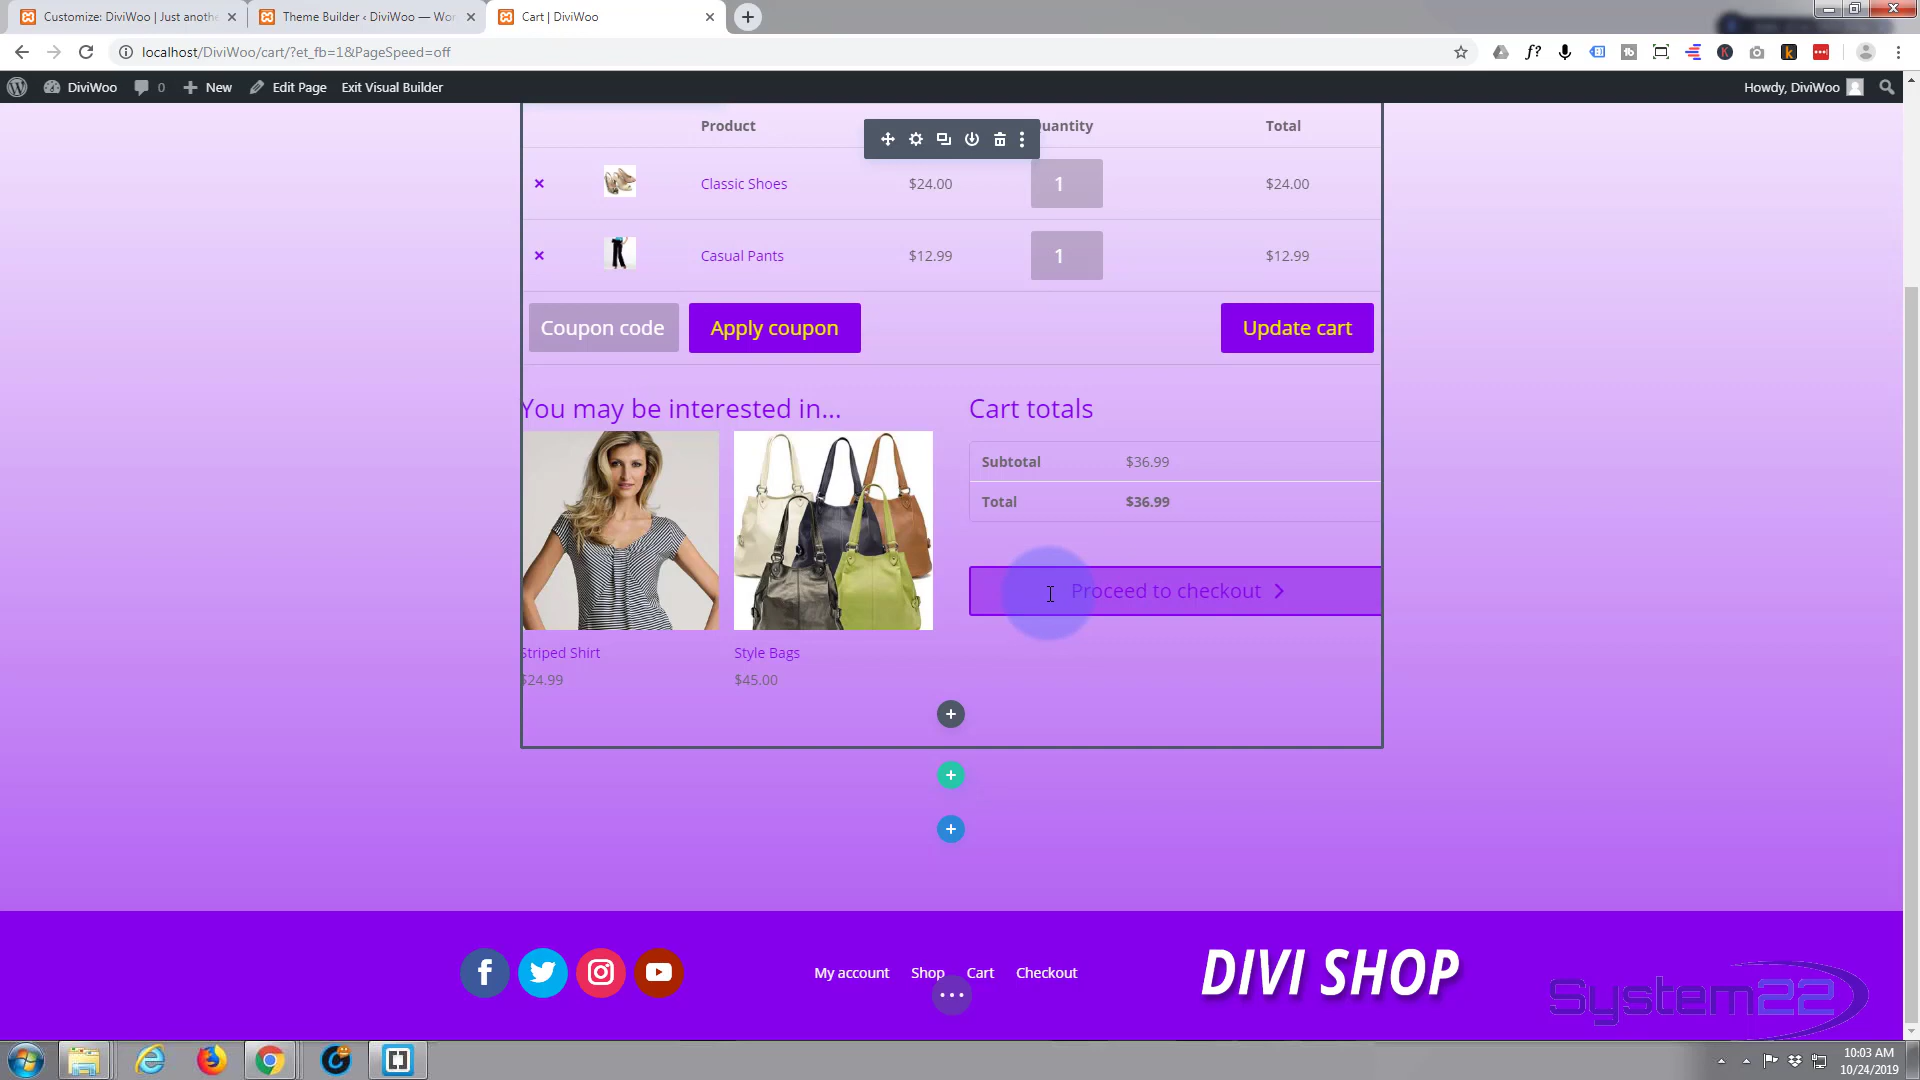 Customize: DiviWoo | Just anothe
Theme Builder ‹ DiviWoo — Wor
Cart | DiviWoo
localhost/DiviWoo/cart/?et_fb=1&PageSpeed=off
DiviWoo
0
New
Edit Page
Exit Visual Builder
Howdy, DiviWoo
Product
uantity
Total
× Classic Shoes $24.00 1 $24.00
× Casual Pants $12.99 1 $12.99
Coupon code
Apply coupon
Update cart
You may be interested in…
Cart totals
Subtotal $36.99
Total $36.99
Proceed to checkout
Striped Shirt
Style Bags
$24.99
$45.00
My account Shop Cart Checkout
DIVI SHOP
System22
10:03 AM
10/24/2019